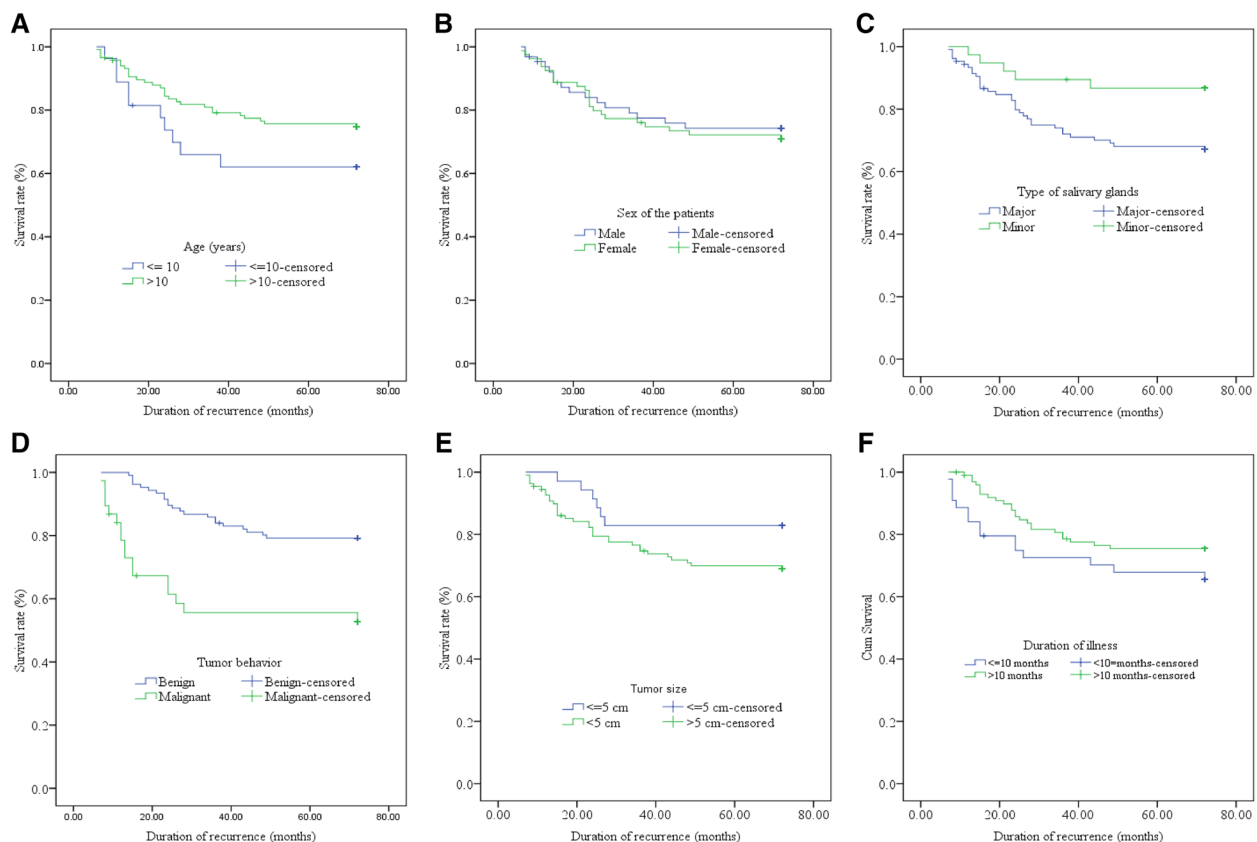 A
1.0
0.8
0.6
0.4
0.2
0.0
Survival rate (%)
Age (years)
<= 10 <=10-censored
>10 >10-censored
0.00 20.00 40.00 60.00 80.00
Duration of recurrence (months)
B
1.0
0.8
0.6
0.4
0.2
0.0
Survival rate (%)
Sex of the patients
Male Male-censored
Female Female-censored
0.00 20.00 40.00 60.00 80.00
Duration of recurrence (months)
C
1.0
0.8
0.6
0.4
0.2
0.0
Survival rate (%)
Type of salivary glands
Major Major-censored
Minor Minor-censored
0.00 20.00 40.00 60.00 80.00
Duration of recurrence (months)
D
1.0
0.8
0.6
0.4
0.2
0.0
Survival rate (%)
Tumor behavior
Benign Benign-censored
Malignant Malignant-censored
0.00 20.00 40.00 60.00 80.00
Duration of recurrence (months)
E
1.0
0.8
0.6
0.4
0.2
0.0
Survival rate (%)
Tumor size
<=5 cm <=5 cm-censored
<5 cm >5 cm-censored
0.00 20.00 40.00 60.00 80.00
Duration of recurrence (months)
F
1.0
0.8
0.6
0.4
0.2
0.0
Cum Survival
Duration of illness
<=10 months <10=months-censored
>10 months >10 months-censored
0.00 20.00 40.00 60.00 80.00
Duration of recurrence (months)